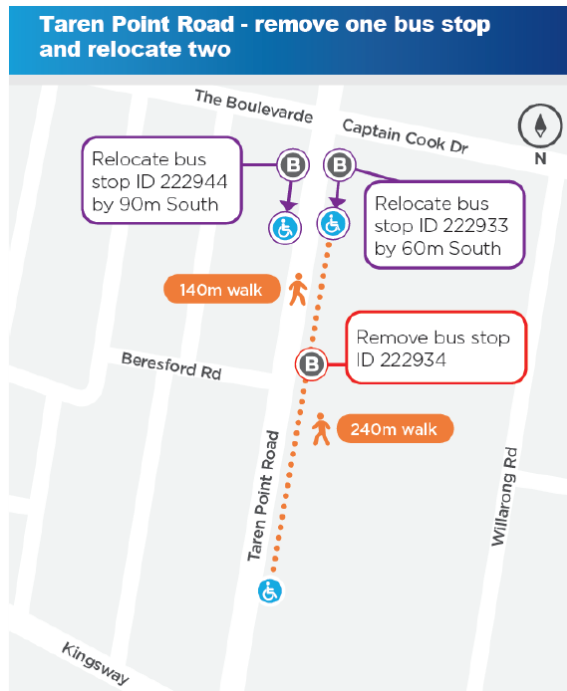 Taren Point Road - remove one bus stop
and relocate two
The Boulevarde
Captain Cook Dr
N
B
B
Relocate bus
stop ID 222944
by 90m South
Relocate bus
stop ID 222933
by 60m South
140m walk
Remove bus stop
ID 222934
B
Beresford Rd
240m walk
Taren Point Road
Willarong Rd
Kingsway